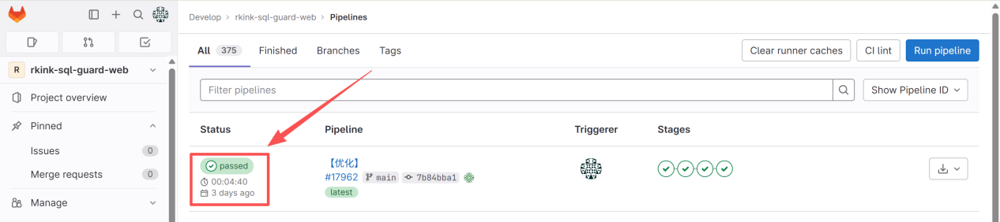 Develop › rkink-sql-guard-web › Pipelines
All 375 Finished Branches Tags Clear runner caches CI lint Run pipeline
R rkink-sql-guard-web
Filter pipelines Show Pipeline ID
Project overview
Pinned
Issues 0
Merge requests 0
Manage
Status Pipeline Triggerer Stages
passed
00:04:40
3 days ago
【优化】
#17962 main 7b84bba1
latest